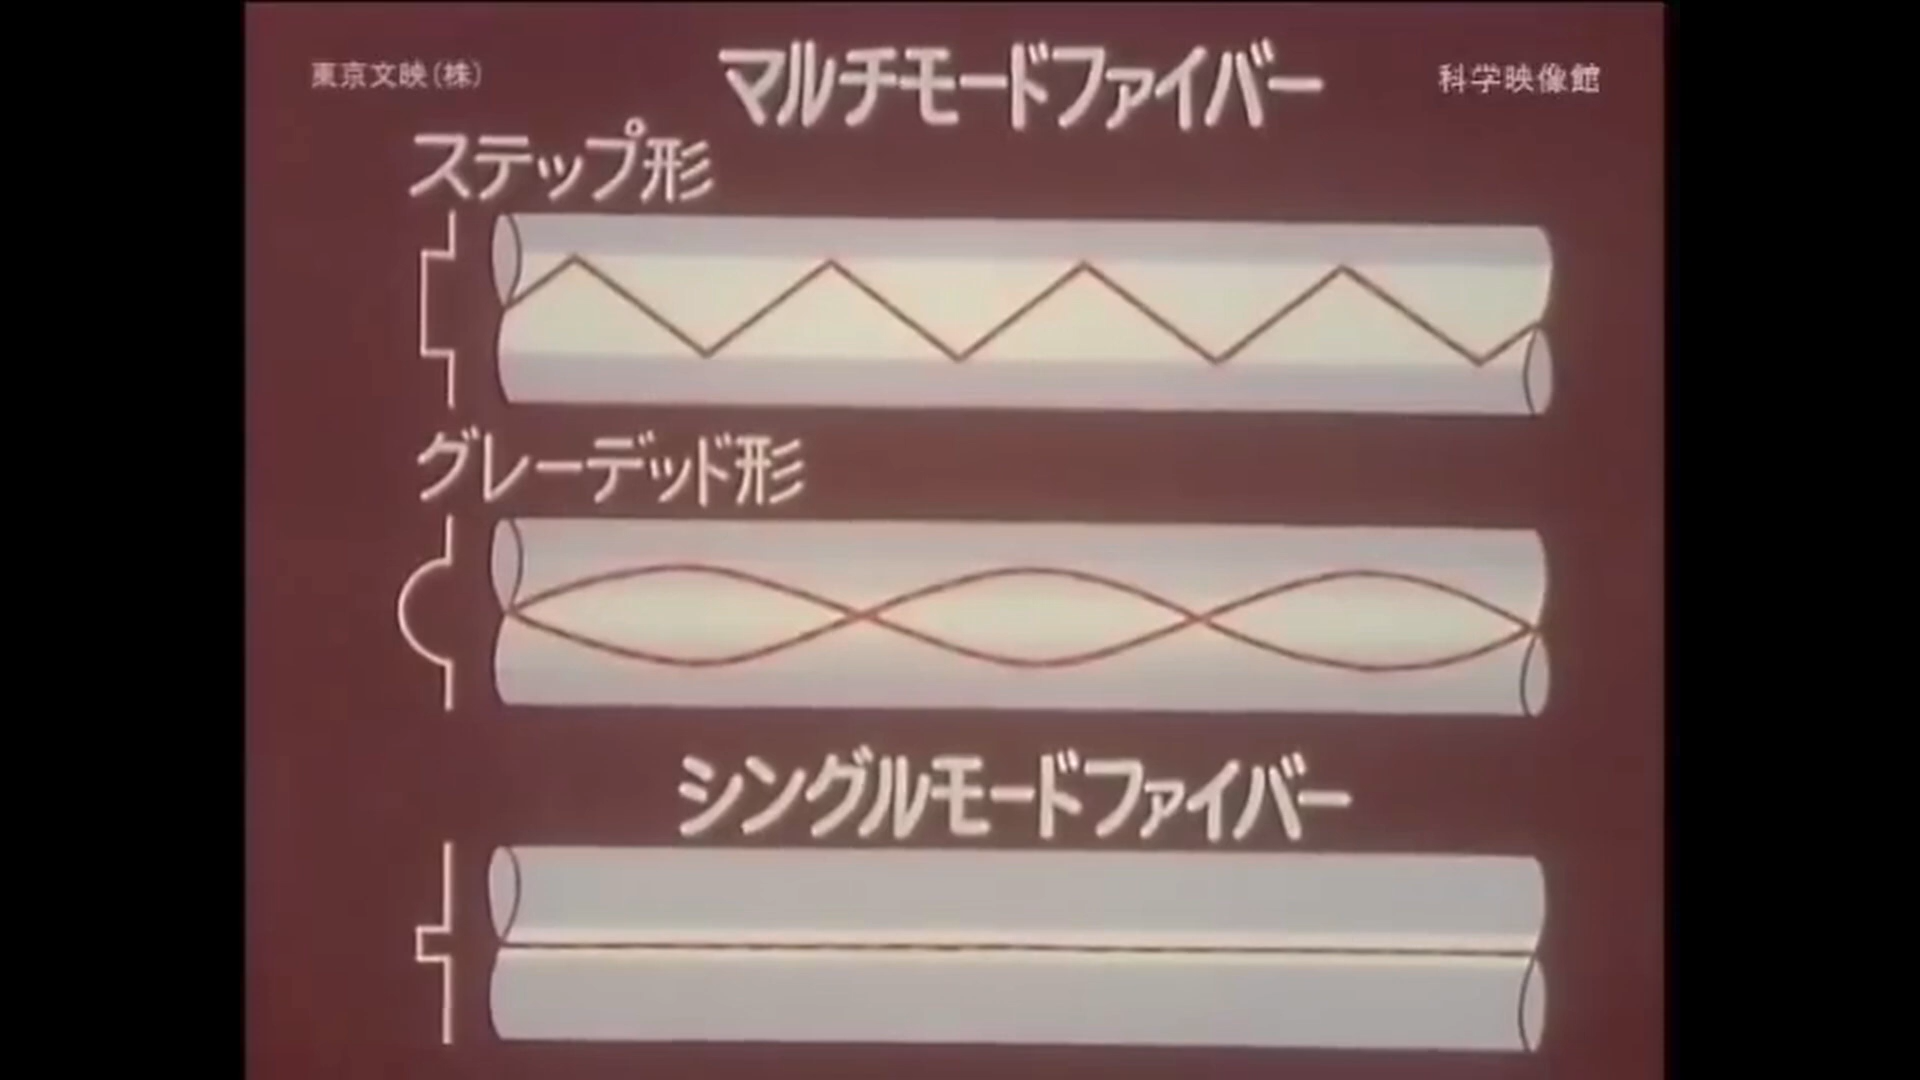 東京文映(株)
マルチモードファイバー
科学映像館
ステップ形
グレーデッド形
シングルモードファイバー